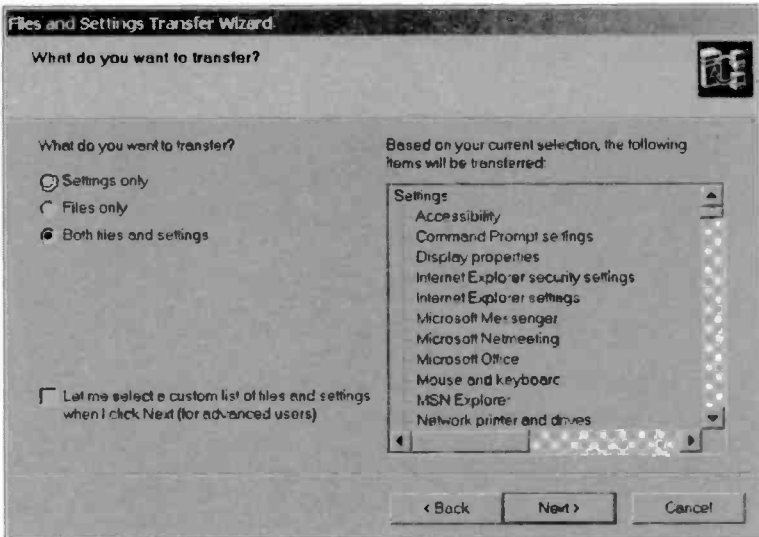 Files and Settings Transfer Wizard
What do you want to transfer?
What do you want to transfer?
Settings only
Files only
Both files and settings
Let me select a custom list of files and settings
when I click Next (for advanced users)
Based on your current selection, the following
items will be transferred:
Settings
Accessibility
Command Prompt settings
Display properties
Internet Explorer security settings
Internet Explorer settings
Microsoft Messenger
Microsoft Netmeeting
Microsoft Office
Mouse and keyboard
MSN Explorer
Network printer and drives
< Back
Next >
Cancel